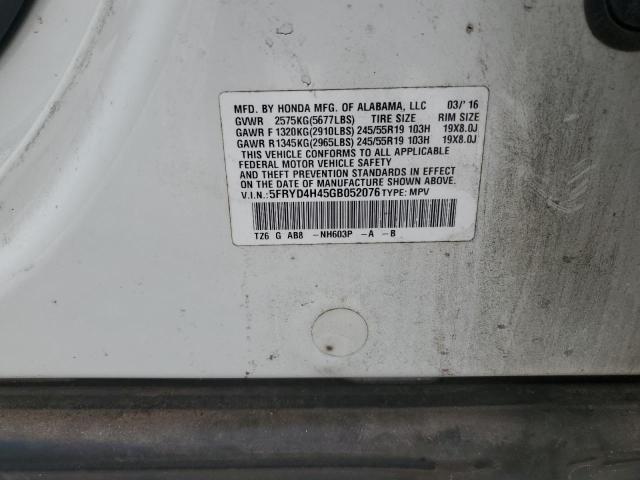 MFD. BY HONDA MFG. OF ALABAMA, LLC 03/'16
GVWR 2575KG(5677LBS) TIRE SIZE RIM SIZE
GAWR F 1320KG(2910LBS) 245/55R19 103H 19X8.0J
GAWR R 1345KG(2965LBS) 245/55R19 103H 19X8.0J
THIS VEHICLE CONFORMS TO ALL APPLICABLE
FEDERAL MOTOR VEHICLE SAFETY
AND THEFT PREVENTION STANDARDS IN EFFECT
ON THE DATE OF MANUFACTURE SHOWN ABOVE.
V.I.N.: 5FRYD4H45GB052076 TYPE: MPV
TZ6 G AB8 -NH603P -A -B